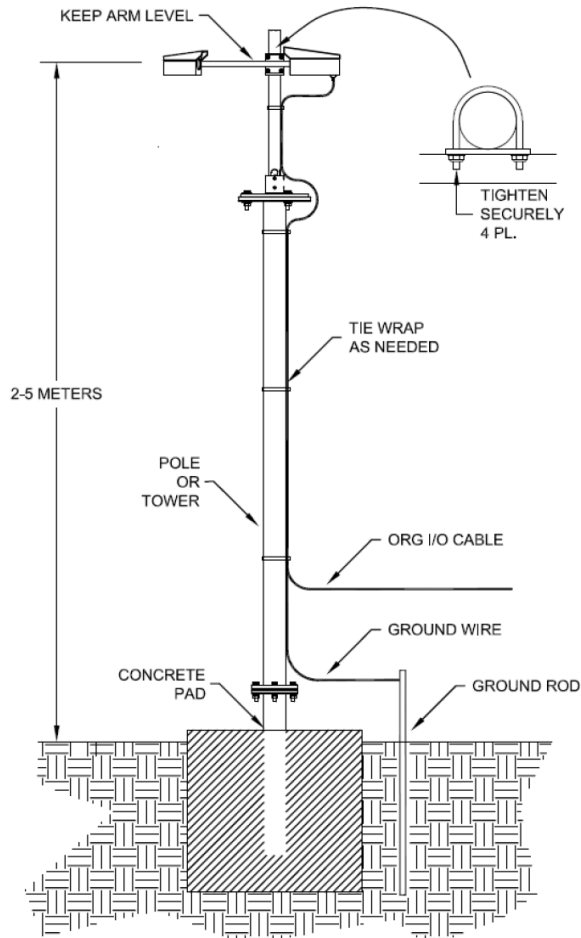 KEEP ARM LEVEL
TIGHTEN
SECURELY
4 PL.
TIE WRAP
AS NEEDED
2-5 METERS
POLE
OR
TOWER
ORG I/O CABLE
GROUND WIRE
CONCRETE
PAD
GROUND ROD